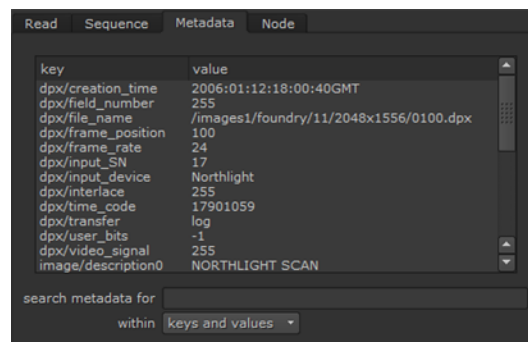 Read Sequence Metadata Node
key value
dpx/creation_time 2006:01:12:18:00:40GMT
dpx/field_number 255
dpx/file_name /images1/foundry/11/2048x1556/0100.dpx
dpx/frame_position 100
dpx/frame_rate 24
dpx/input_SN 17
dpx/input_device Northlight
dpx/interlace 255
dpx/time_code 17901059
dpx/transfer log
dpx/user_bits -1
dpx/video_signal 255
image/description0 NORTHLIGHT SCAN
search metadata for
within keys and values